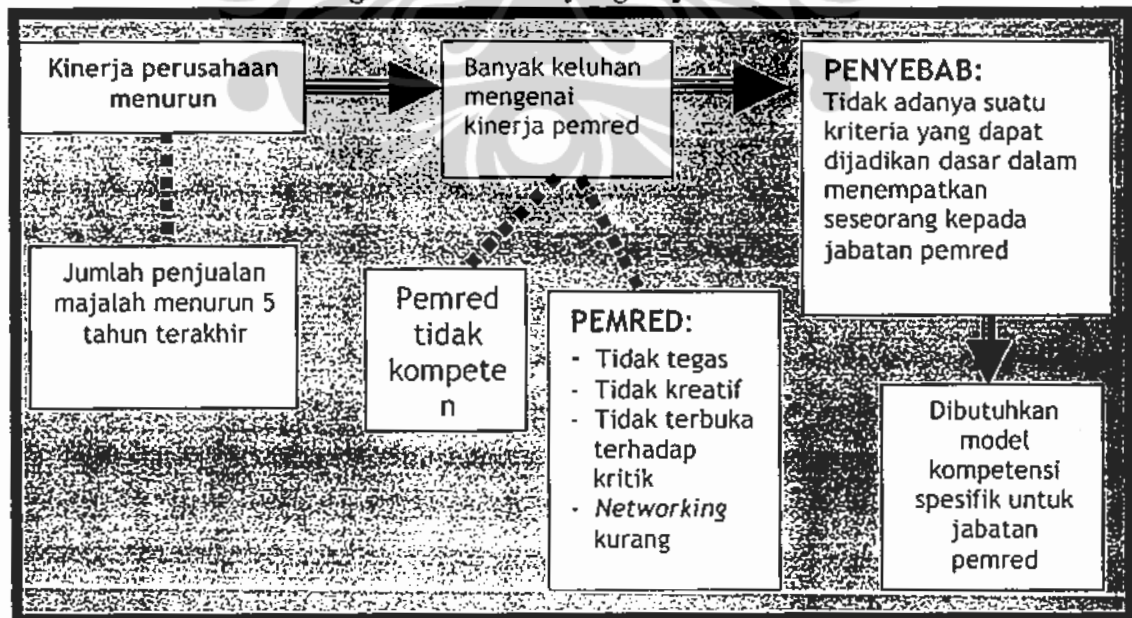 Kinerja perusahaan
menurun
Banyak keluhan
mengenai
kinerja pemred
PENYEBAB:
Tidak adanya suatu
kriteria yang dapat
dijadikan dasar dalam
menempatkan
seseorang kepada
jabatan pemred
Jumlah penjualan
majalah menurun 5
tahun terakhir
Pemred
tidak
kompete
n
PEMRED:
- Tidak tegas
- Tidak kreatif
- Tidak terbuka
terhadap
kritik
- Networking
kurang
Dibutuhkan
model
kompetensi
spesifik untuk
jabatan
pemred